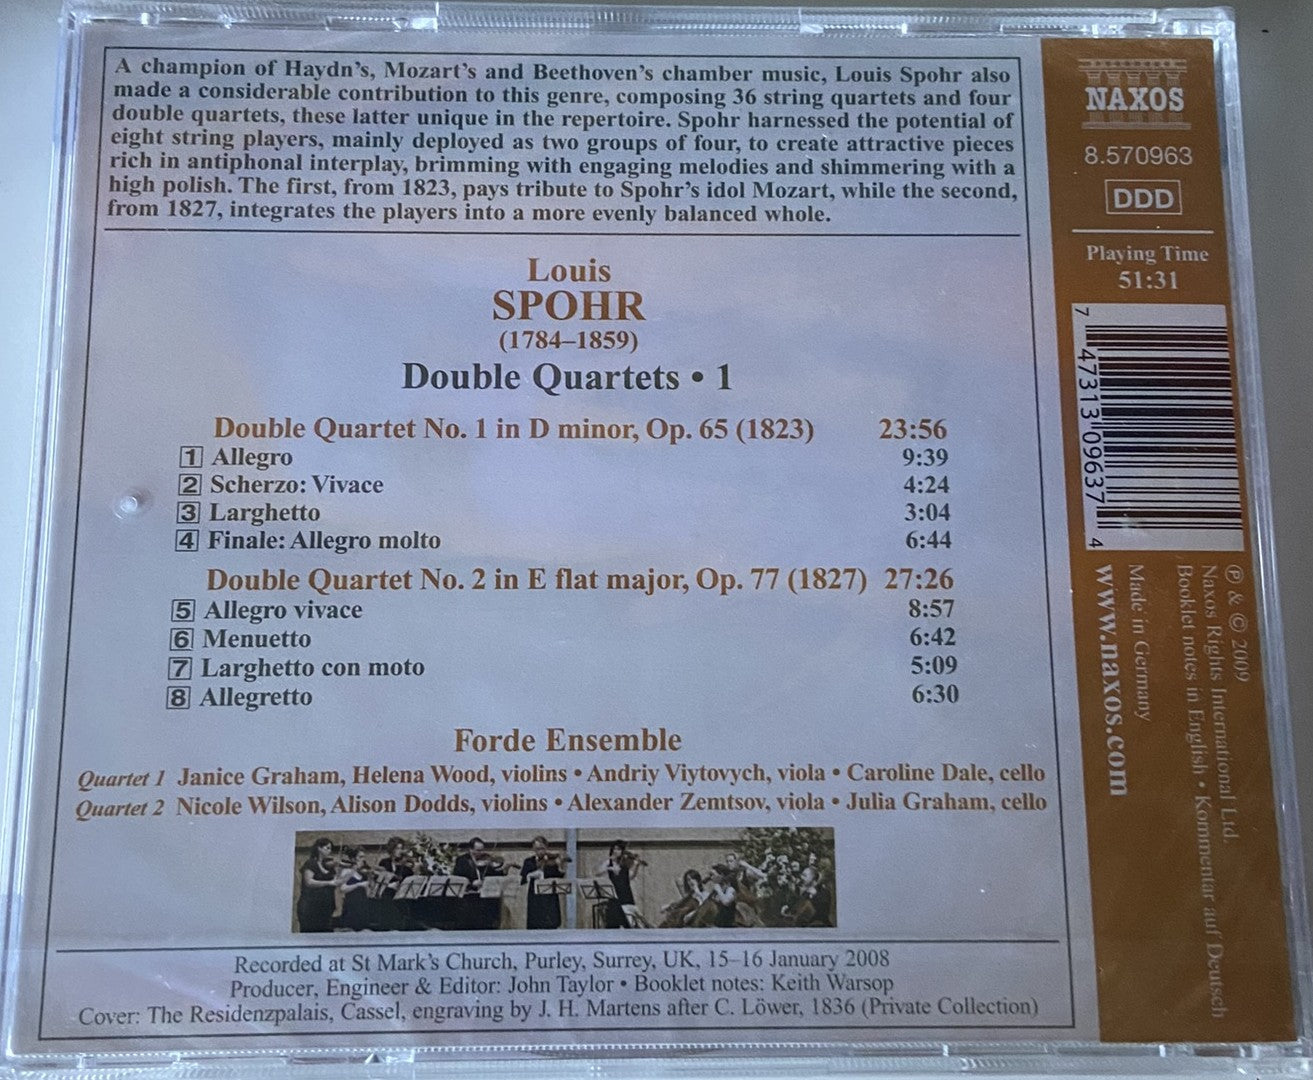 A champion of Haydn's, Mozart's and Beethoven's chamber music, Louis Spohr also
made a considerable contribution to this genre, composing 36 string quartets and four
double quartets, these latter unique in the repertoire. Spohr harnessed the potential of
eight string players, mainly deployed as two groups of four, to create attractive pieces
rich in antiphonal interplay, brimming with engaging melodies and shimmering with a
high polish. The first, from 1823, pays tribute to Spohr's idol Mozart, while the second,
from 1827, integrates the players into a more evenly balanced whole.
Louis
SPOHR
(1784–1859)
Double Quartets • 1
Double Quartet No. 1 in D minor, Op. 65 (1823) 23:56
1 Allegro 9:39
2 Scherzo: Vivace 4:24
3 Larghetto 3:04
4 Finale: Allegro molto 6:44
Double Quartet No. 2 in E flat major, Op. 77 (1827) 27:26
5 Allegro vivace 8:57
6 Menuetto 6:42
7 Larghetto con moto 5:09
8 Allegretto 6:30
Forde Ensemble
Quartet 1 Janice Graham, Helena Wood, violins • Andriy Viytovych, viola • Caroline Dale, cello
Quartet 2 Nicole Wilson, Alison Dodds, violins • Alexander Zemtsov, viola • Julia Graham, cello
Recorded at St Mark's Church, Purley, Surrey, UK, 15–16 January 2008
Producer, Engineer & Editor: John Taylor • Booklet notes: Keith Warsop
Cover: The Residenzpalais, Cassel, engraving by J. H. Martens after C. Löwer, 1836 (Private Collection)
NAXOS
8.570963
DDD
Playing Time
51:31
7 47313 09637 4
℗ & © 2009
Naxos Rights International Ltd.
Booklet notes in English • Kommentar auf Deutsch
Made in Germany
www.naxos.com